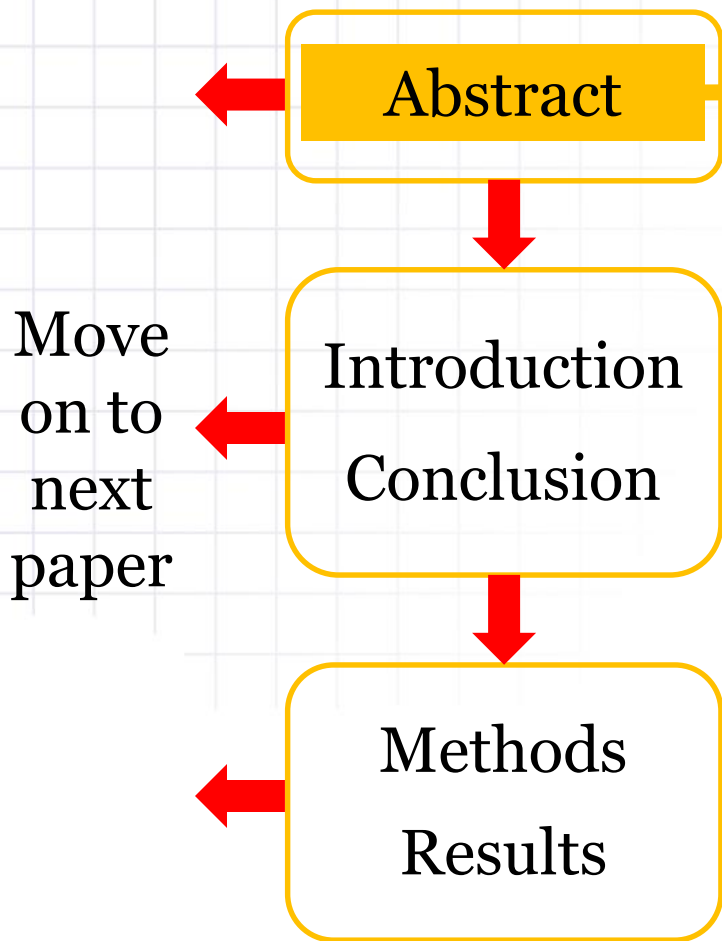 Abstract
Move
on to
next
paper
Introduction
Conclusion
Methods
Results